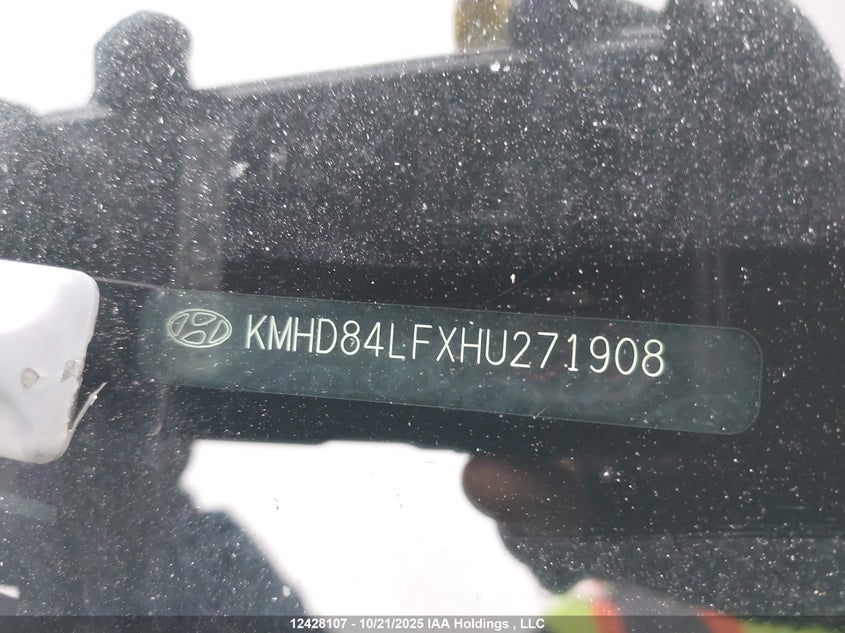 KMHD84LFXHU271908
12428107 - 10/21/2025 IAA Holdings , LLC